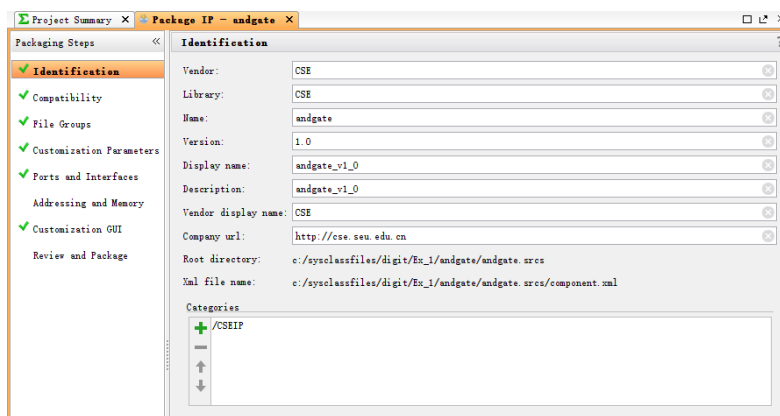 Project Summary × Package IP - andgate ×
Packaging Steps «
Identification
Compatibility
File Groups
Customization Parameters
Ports and Interfaces
Addressing and Memory
Customization GUI
Review and Package
Identification
Vendor: CSE
Library: CSE
Name: andgate
Version: 1.0
Display name: andgate_v1_0
Description: andgate_v1_0
Vendor display name: CSE
Company url: http://cse.seu.edu.cn
Root directory: c:/sysclassfiles/digit/Ex_1/andgate/andgate.srcs
Xml file name: c:/sysclassfiles/digit/Ex_1/andgate/andgate.srcs/component.xml
Categories
/CSEIP